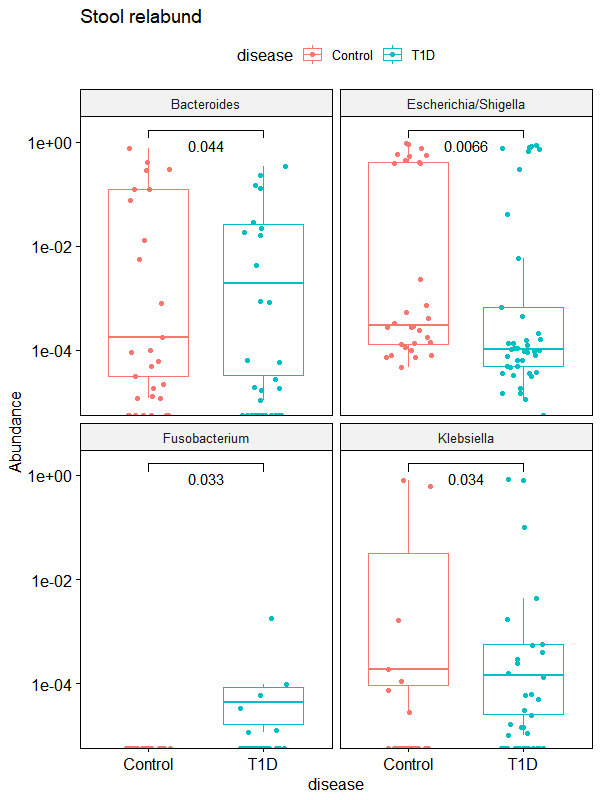 Stool relabund
disease Control T1D
Bacteroides Escherichia/Shigella
1e+00
0.044 0.0066
1e-02
1e-04
Abundance
Fusobacterium Klebsiella
1e+00
0.033 0.034
1e-02
1e-04
Control T1D Control T1D
disease